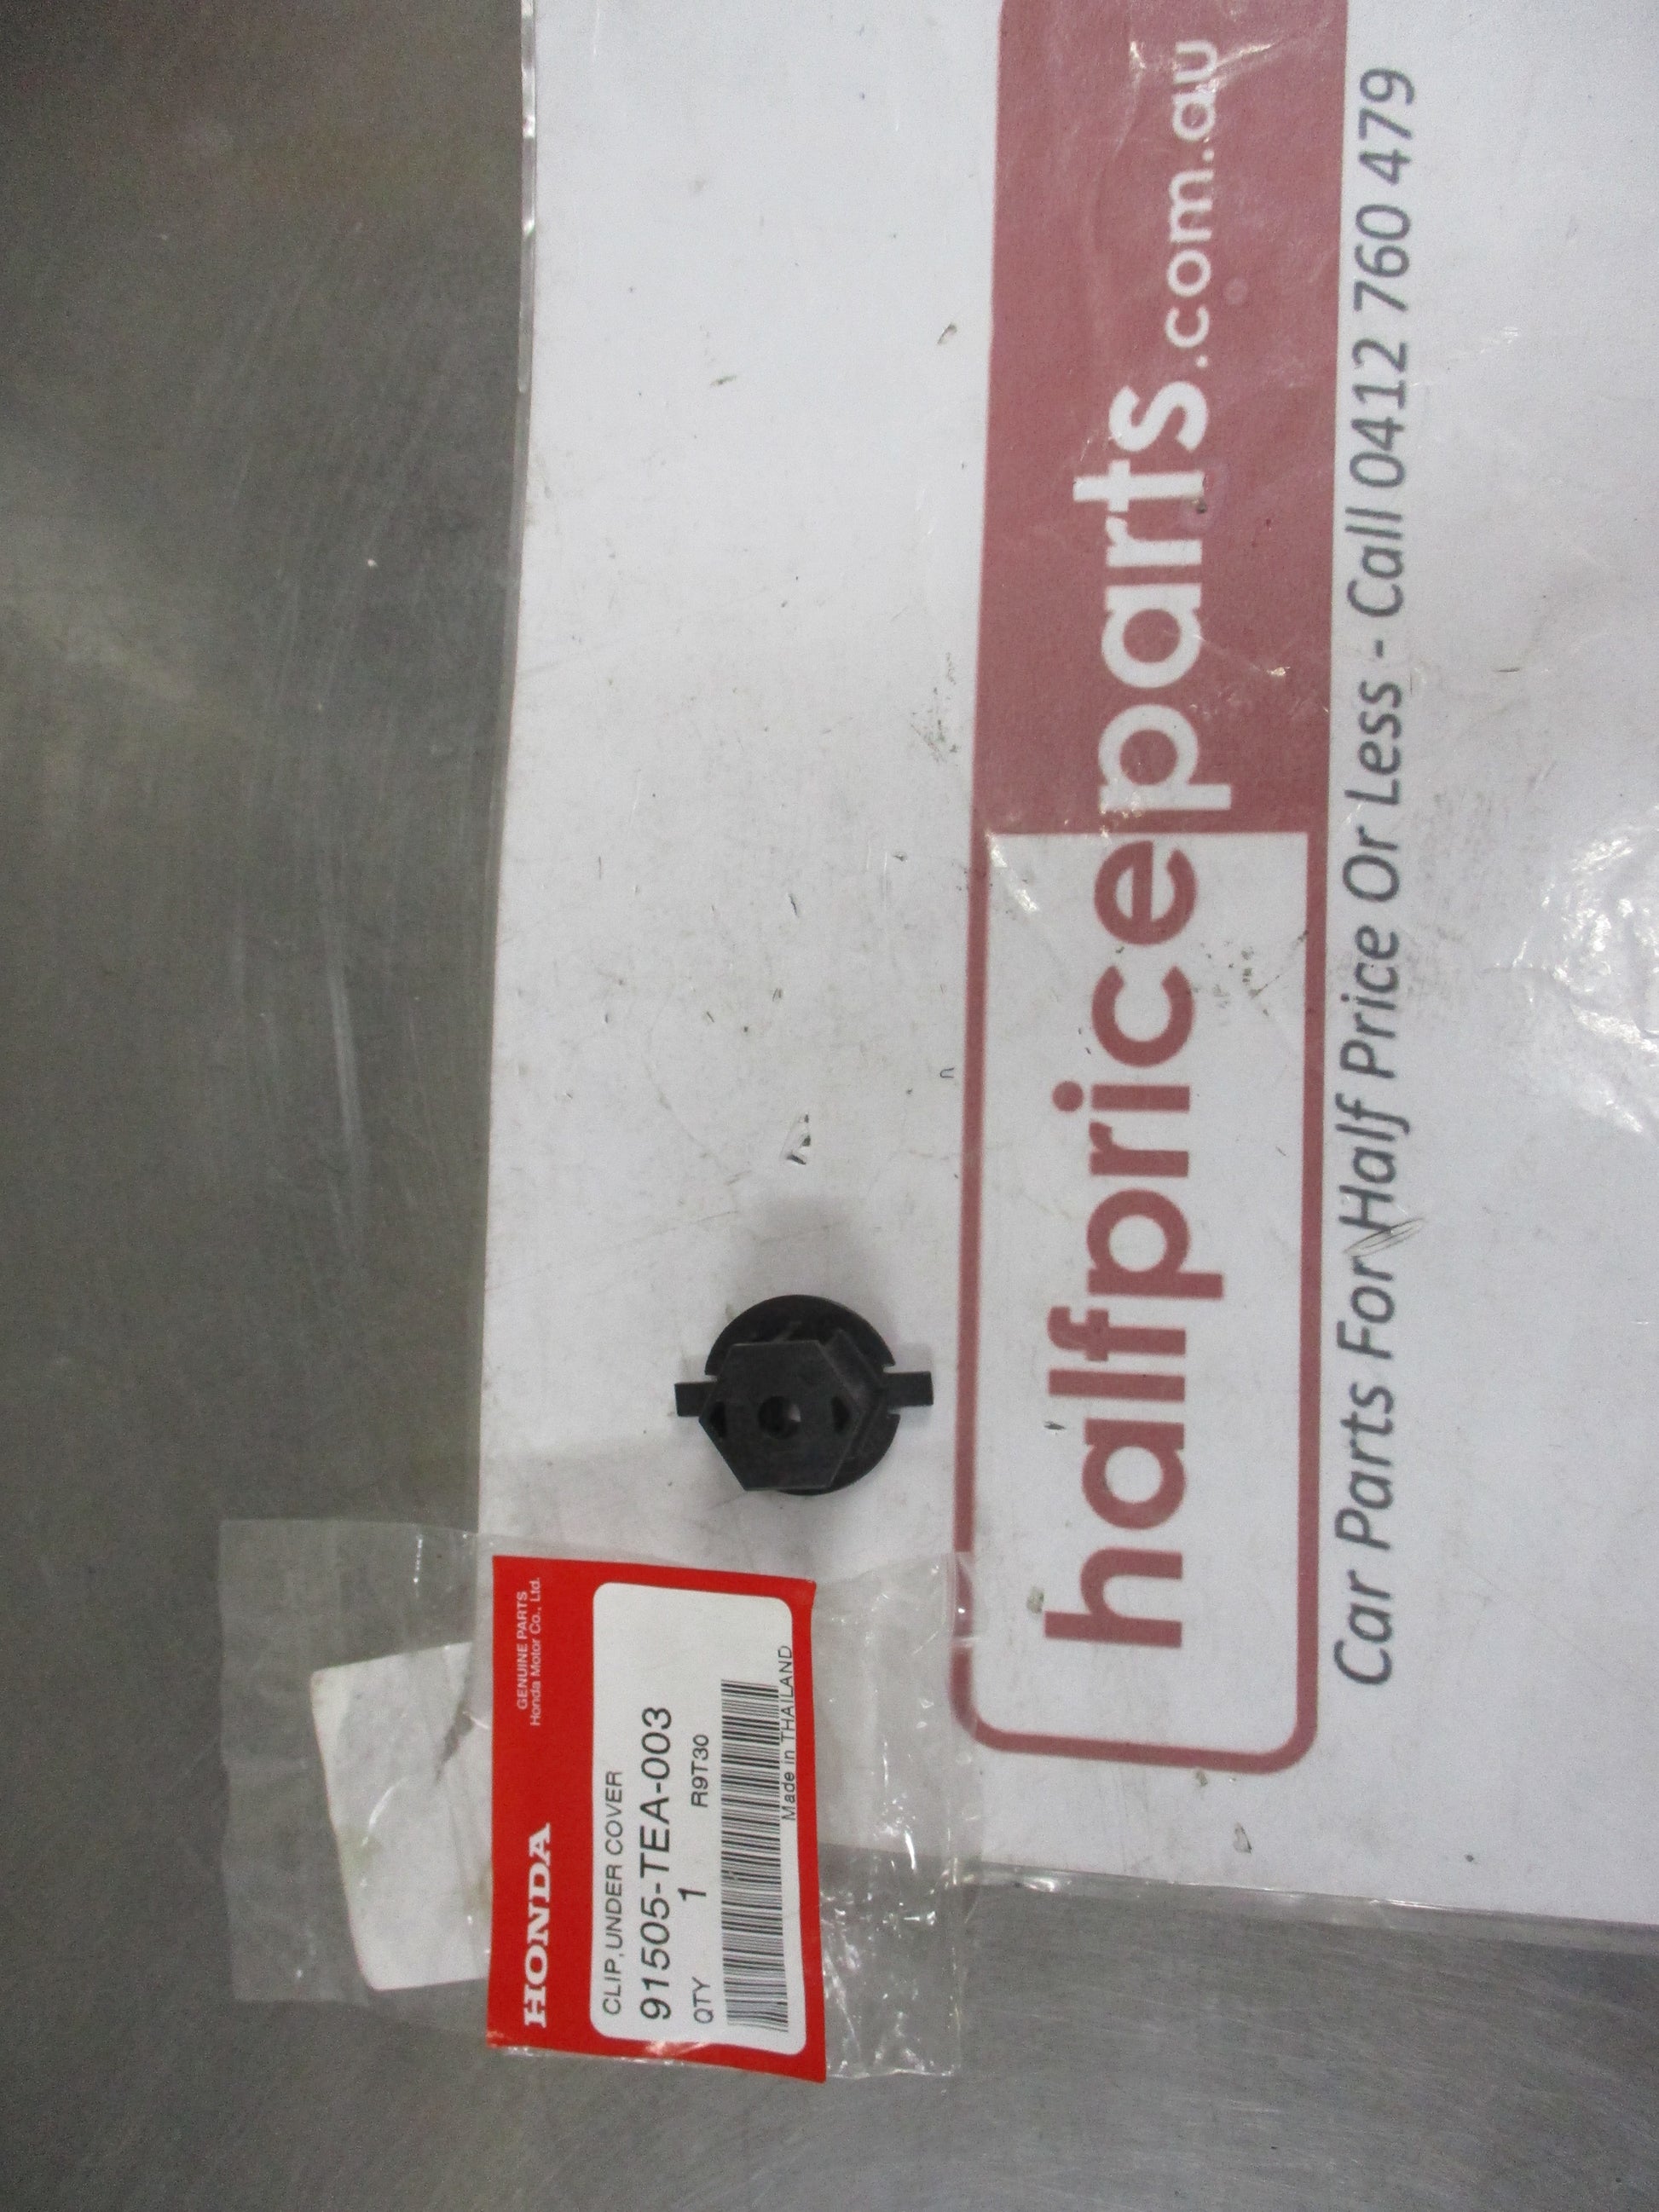 halfpriceparts.com.au
Car Parts For Half Price Or Less - Call 0412 760 479
HONDA
GENUINE PARTS
Honda Motor Co., Ltd.
CLIP,UNDER COVER
91505-TEA-003
QTY 1 R9T30
Made in THAILAND